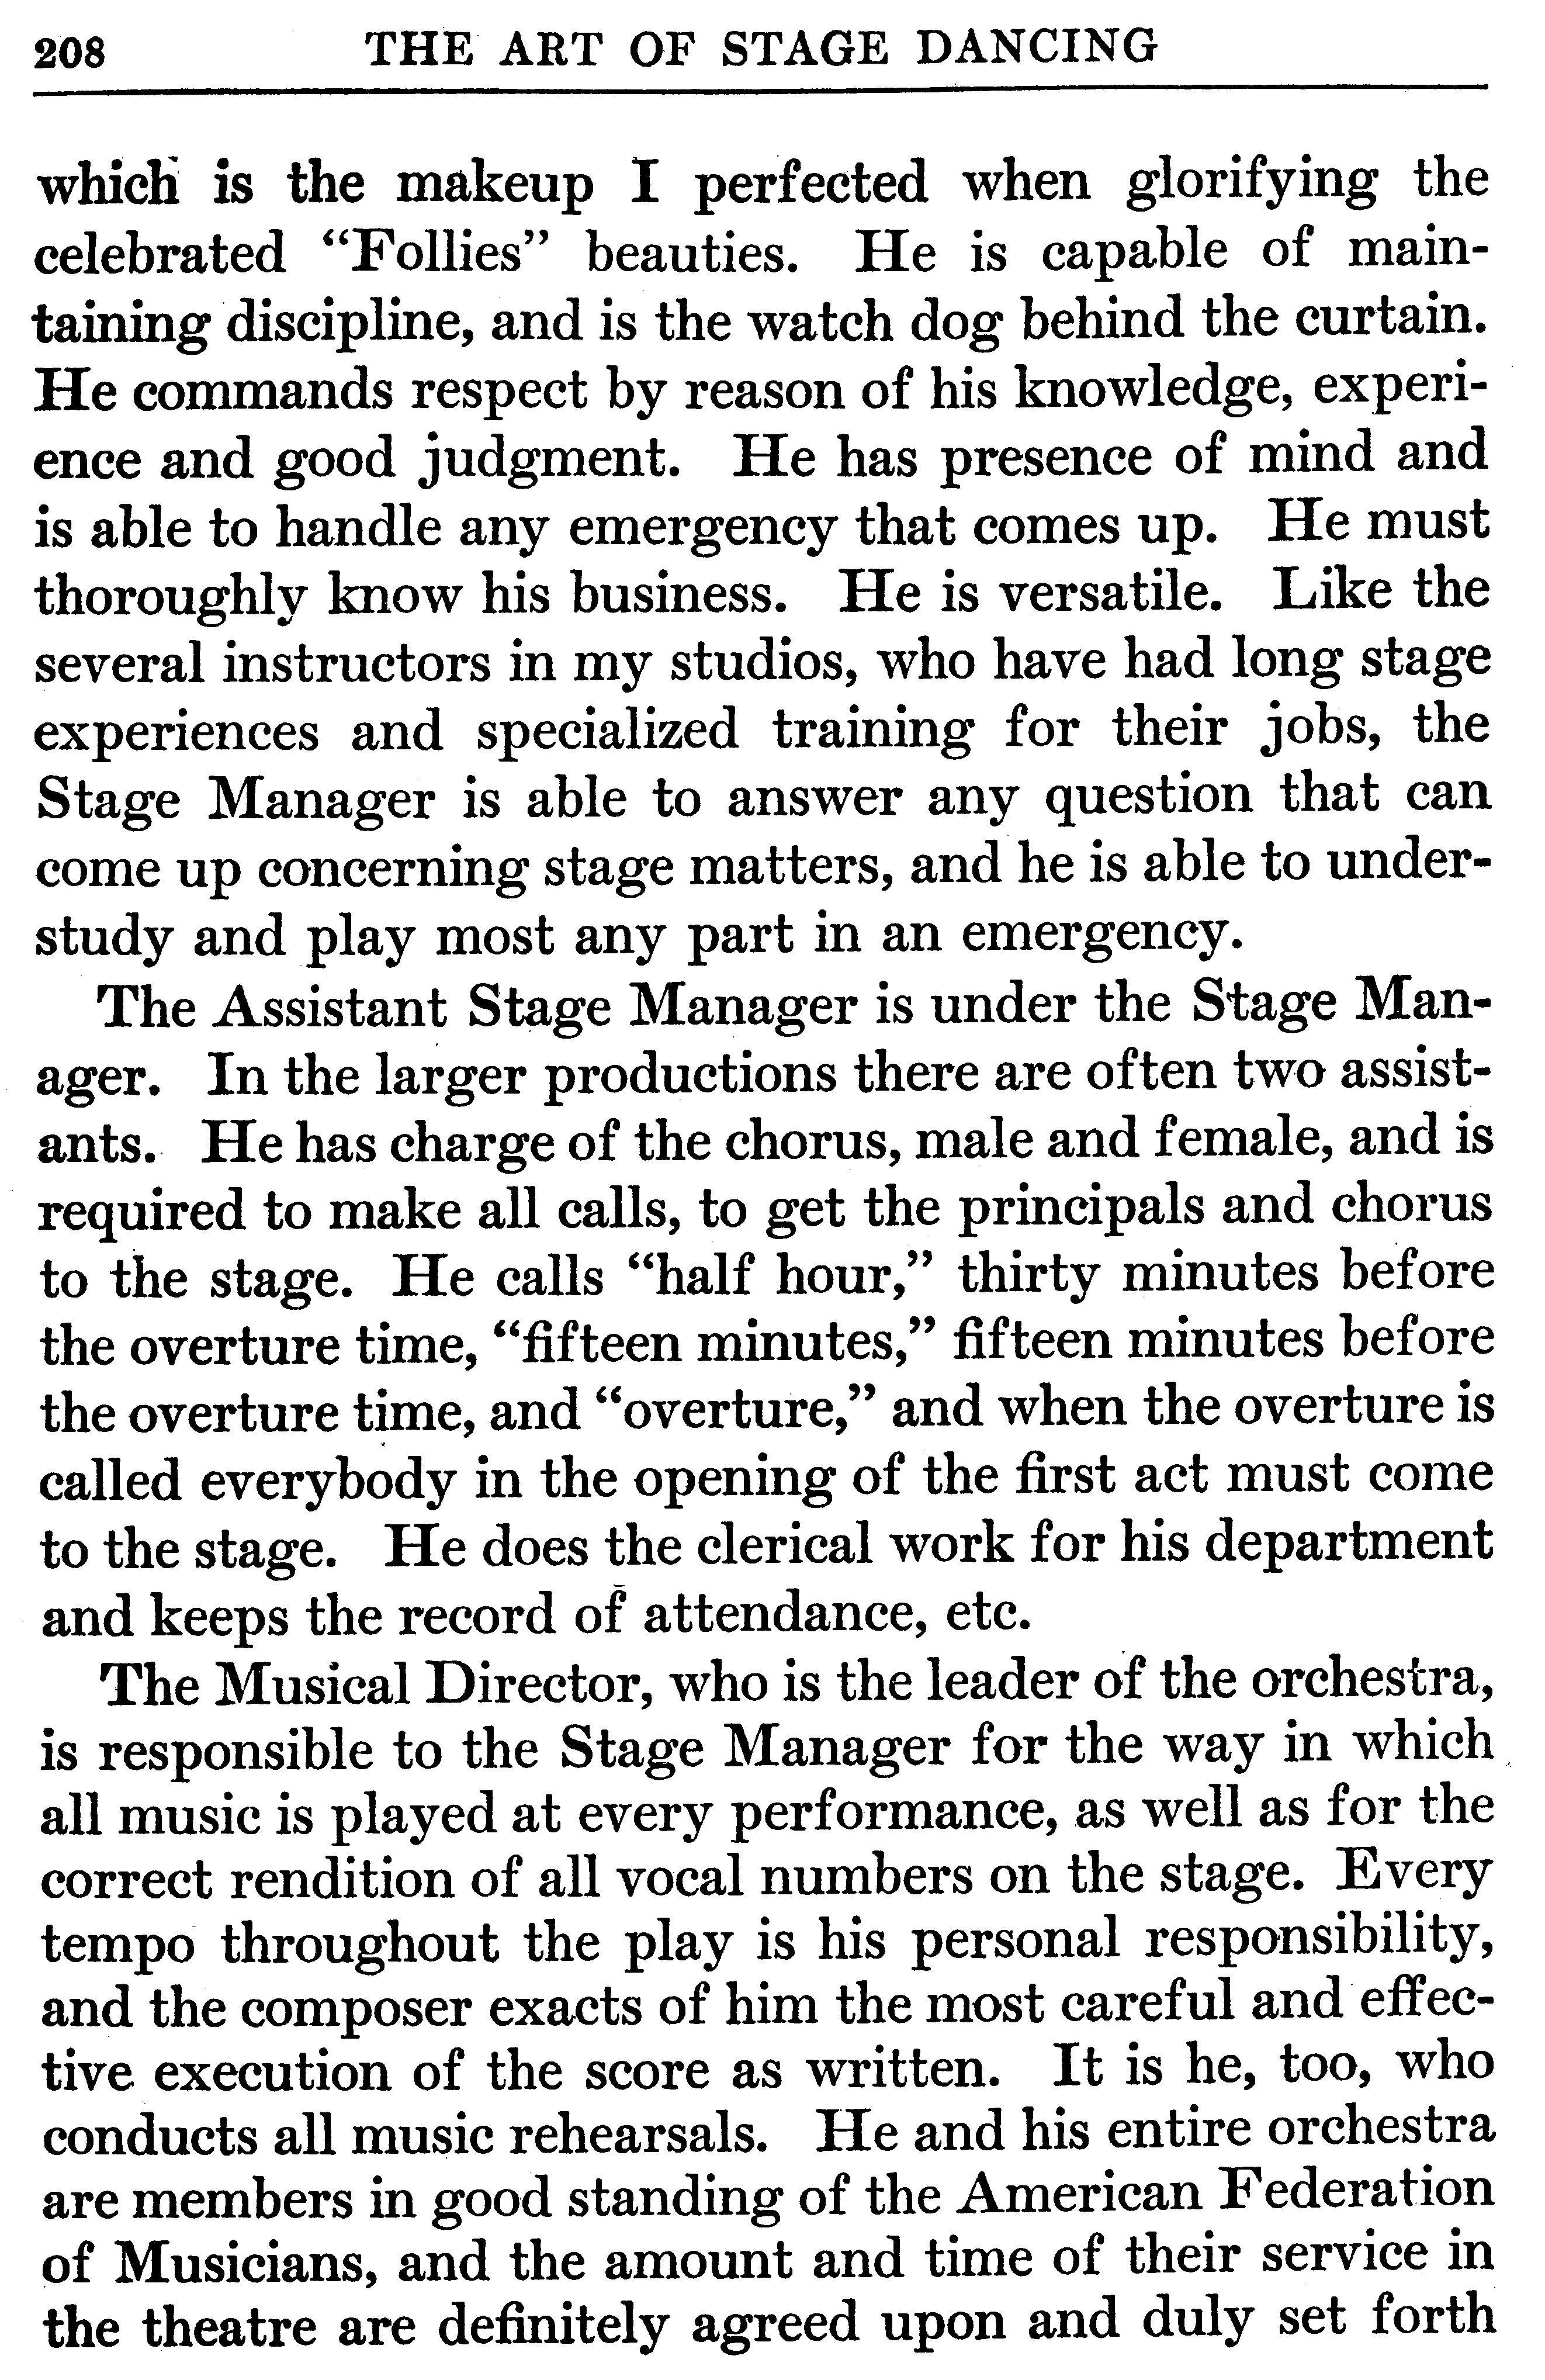 208 THE ART OF STAGE DANCING
which is the makeup I perfected when glorifying the
celebrated “Follies” beauties. He is capable of main-
taining discipline, and is the watch dog behind the curtain.
He commands respect by reason of his knowledge, experi-
ence and good judgment. He has presence of mind and
is able to handle any emergency that comes up. He must
thoroughly know his business. He is versatile. Like the
several instructors in my studios, who have had long stage
experiences and specialized training for their jobs, the
Stage Manager is able to answer any question that can
come up concerning stage matters, and he is able to under-
study and play most any part in an emergency.
The Assistant Stage Manager is under the Stage Man-
ager. In the larger productions there are often two assist-
ants. He has charge of the chorus, male and female, and is
required to make all calls, to get the principals and chorus
to the stage. He calls “half hour,” thirty minutes before
the overture time, “fifteen minutes,” fifteen minutes before
the overture time, and “overture,” and when the overture is
called everybody in the opening of the first act must come
to the stage. He does the clerical work for his department
and keeps the record of attendance, etc.
The Musical Director, who is the leader of the orchestra,
is responsible to the Stage Manager for the way in which
all music is played at every performance, as well as for the
correct rendition of all vocal numbers on the stage. Every
tempo throughout the play is his personal responsibility,
and the composer exacts of him the most careful and effec-
tive execution of the score as written. It is he, too, who
conducts all music rehearsals. He and his entire orchestra
are members in good standing of the American Federation
of Musicians, and the amount and time of their service in
the theatre are definitely agreed upon and duly set forth